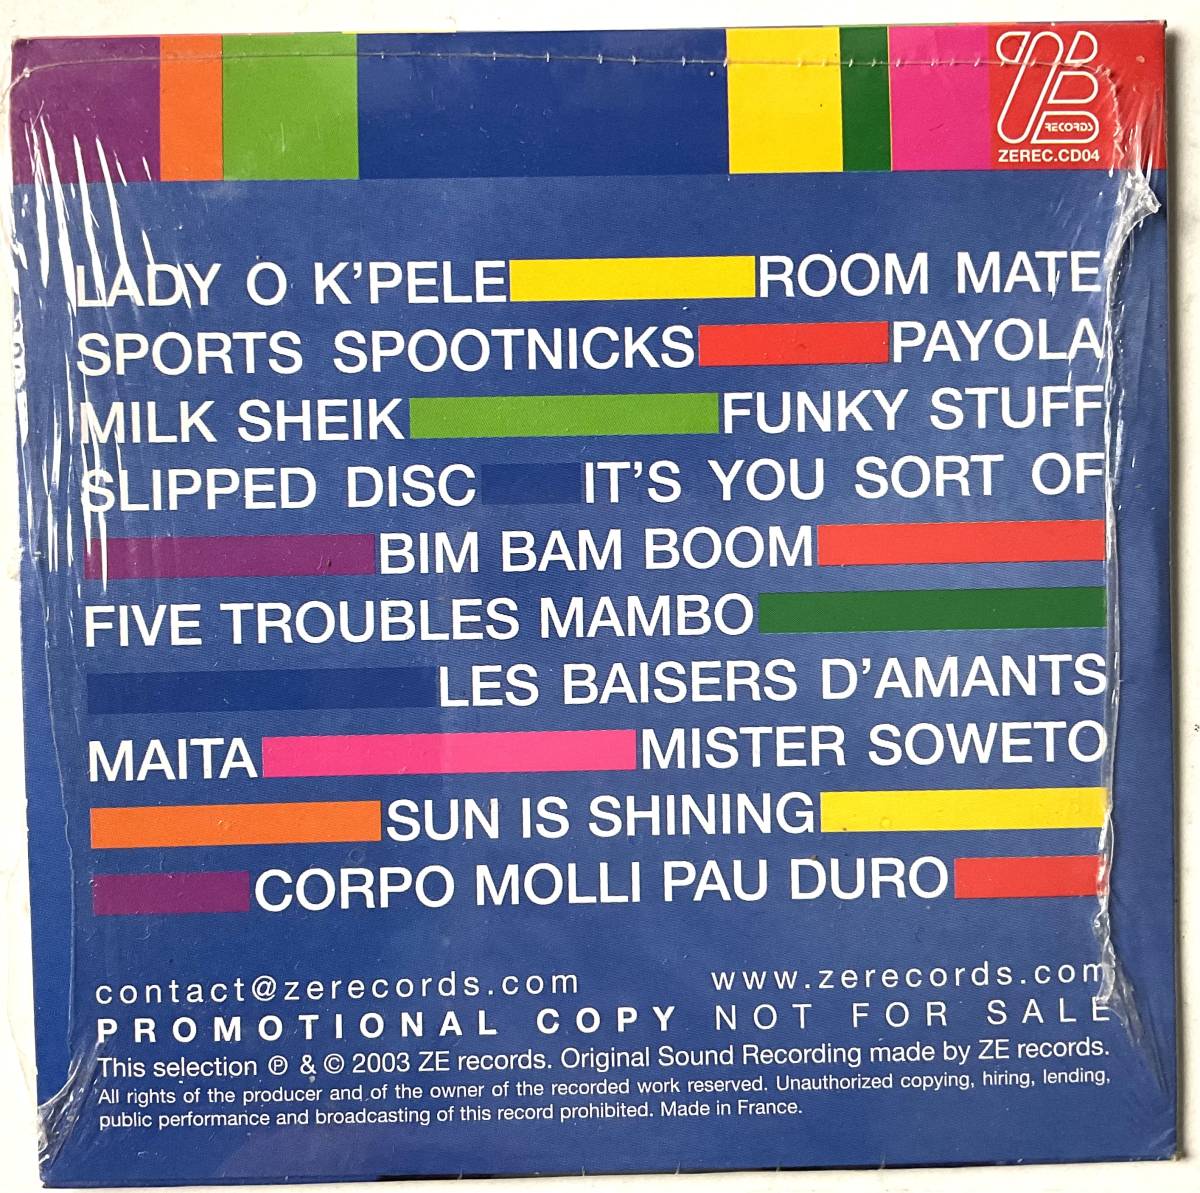 RECORDS
ZEREC.CD04
LADY O K'PELE ROOM MATE
SPORTS SPOOTNICKS PAYOLA
MILK SHEIK FUNKY STUFF
SLIPPED DISC IT'S YOU SORT OF
BIM BAM BOOM
FIVE TROUBLES MAMBO
LES BAISERS D'AMANTS
MAITA MISTER SOWETO
SUN IS SHINING
CORPO MOLLI PAU DURO
contact@zerecords.com www.zerecords.com
PROMOTIONAL COPY NOT FOR SALE
This selection ℗ & © 2003 ZE records. Original Sound Recording made by ZE records.
All rights of the producer and of the owner of the recorded work reserved. Unauthorized copying, hiring, lending,
public performance and broadcasting of this record prohibited. Made in France.